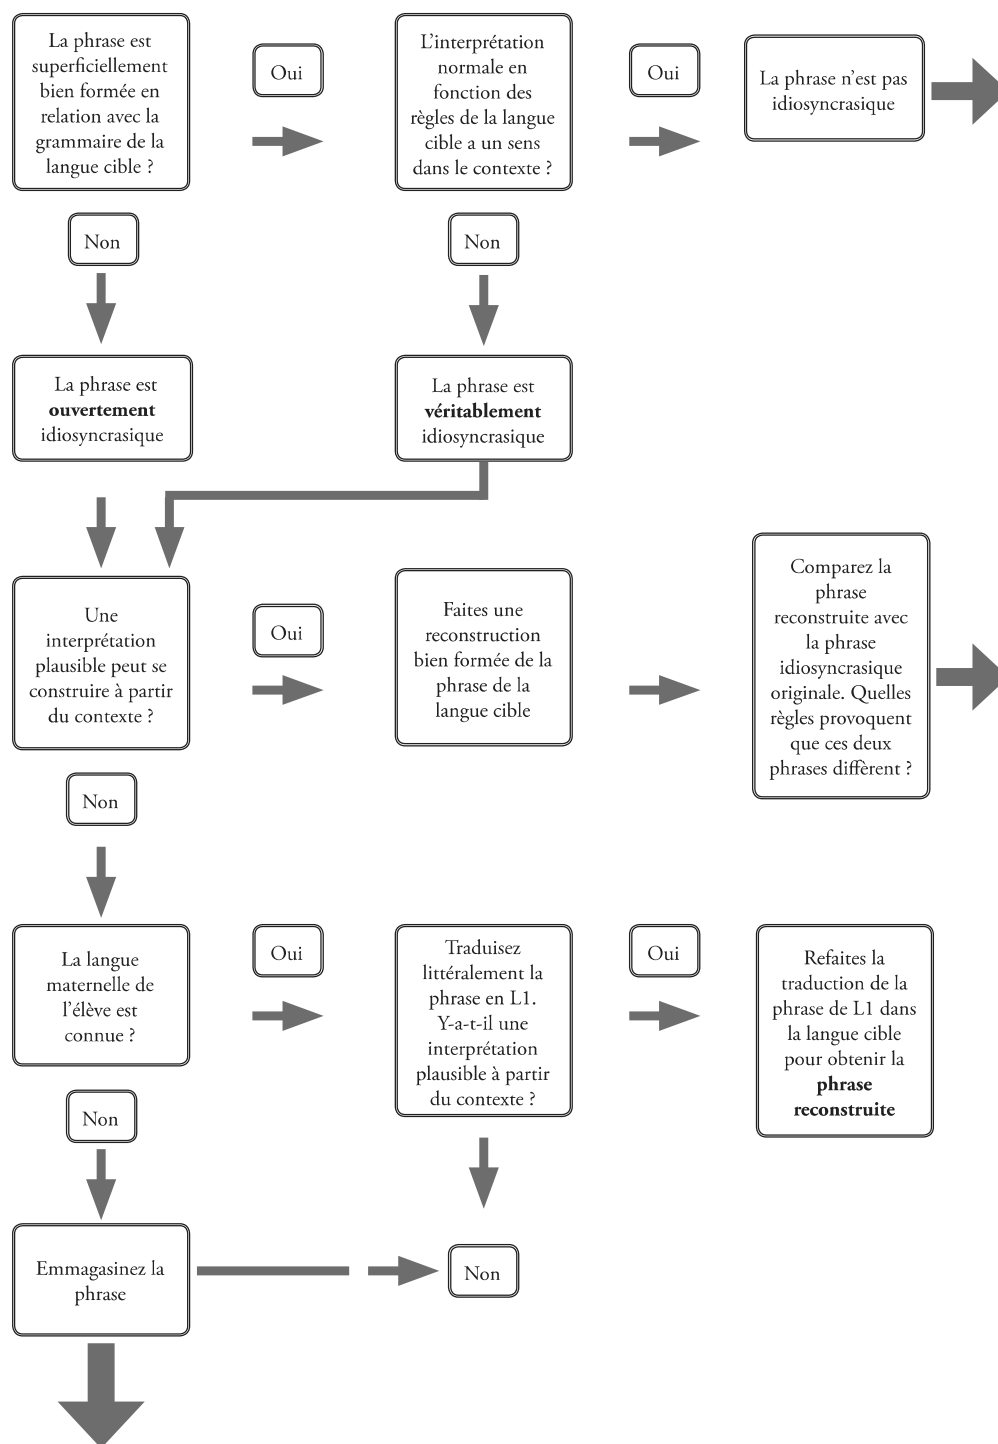 La phrase est
superficiellement
bien formée en
relation avec la
grammaire de la
langue cible ?
Oui
L’interprétation
normale en
fonction des
règles de la langue
cible a un sens
dans le contexte ?
Oui
La phrase n’est pas
idiosyncrasique
Non
Non
La phrase est
ouvertement
idiosyncrasique
La phrase est
véritablement
idiosyncrasique
Une
interprétation
plausible peut se
construire à partir
du contexte ?
Oui
Faites une
reconstruction
bien formée de la
phrase de la
langue cible
Comparez la
phrase
reconstruite avec
la phrase
idiosyncrasique
originale. Quelles
règles provoquent
que ces deux
phrases diffèrent ?
Non
La langue
maternelle de
l’élève est
connue ?
Oui
Traduisez
littéralement la
phrase en L1.
Y-a-t-il une
interprétation
plausible à partir
du contexte ?
Oui
Refaites la
traduction de la
phrase de L1 dans
la langue cible
pour obtenir la
phrase
reconstruite
Non
Emmagasinez la
phrase
Non